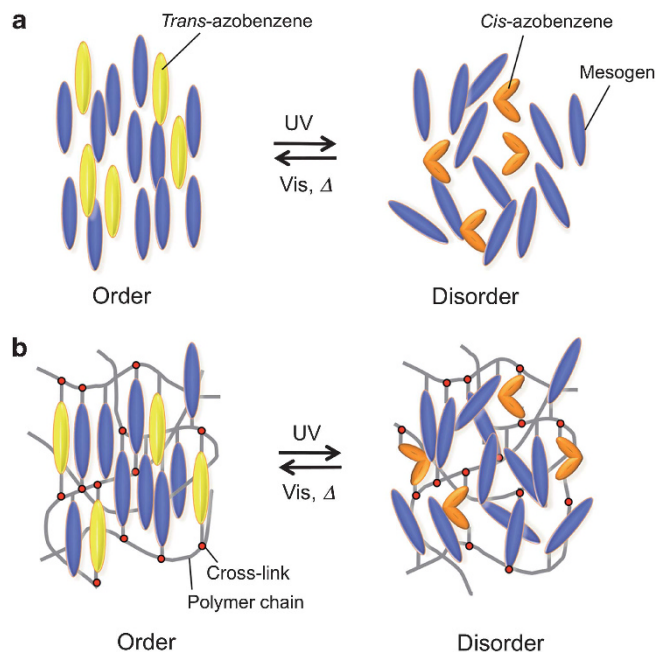 a
Trans-azobenzene
Cis-azobenzene
Mesogen
UV
Vis, Δ
Order
Disorder
b
UV
Vis, Δ
Cross-link
Polymer chain
Order
Disorder